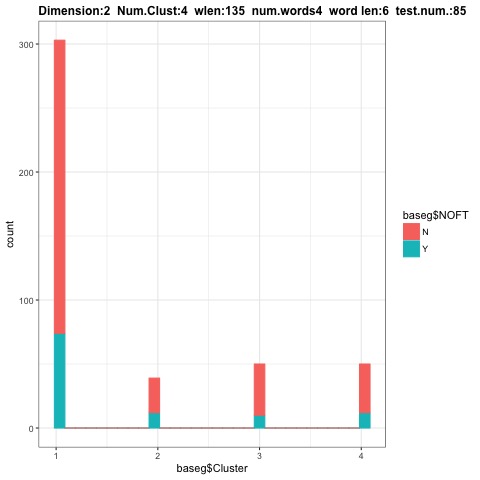 Dimension:2 Num.Clust:4 wlen:135 num.words4 word len:6 test.num.:85
300
200
100
0
count
1 2 3 4
baseg$Cluster
baseg$NOFT
N
Y